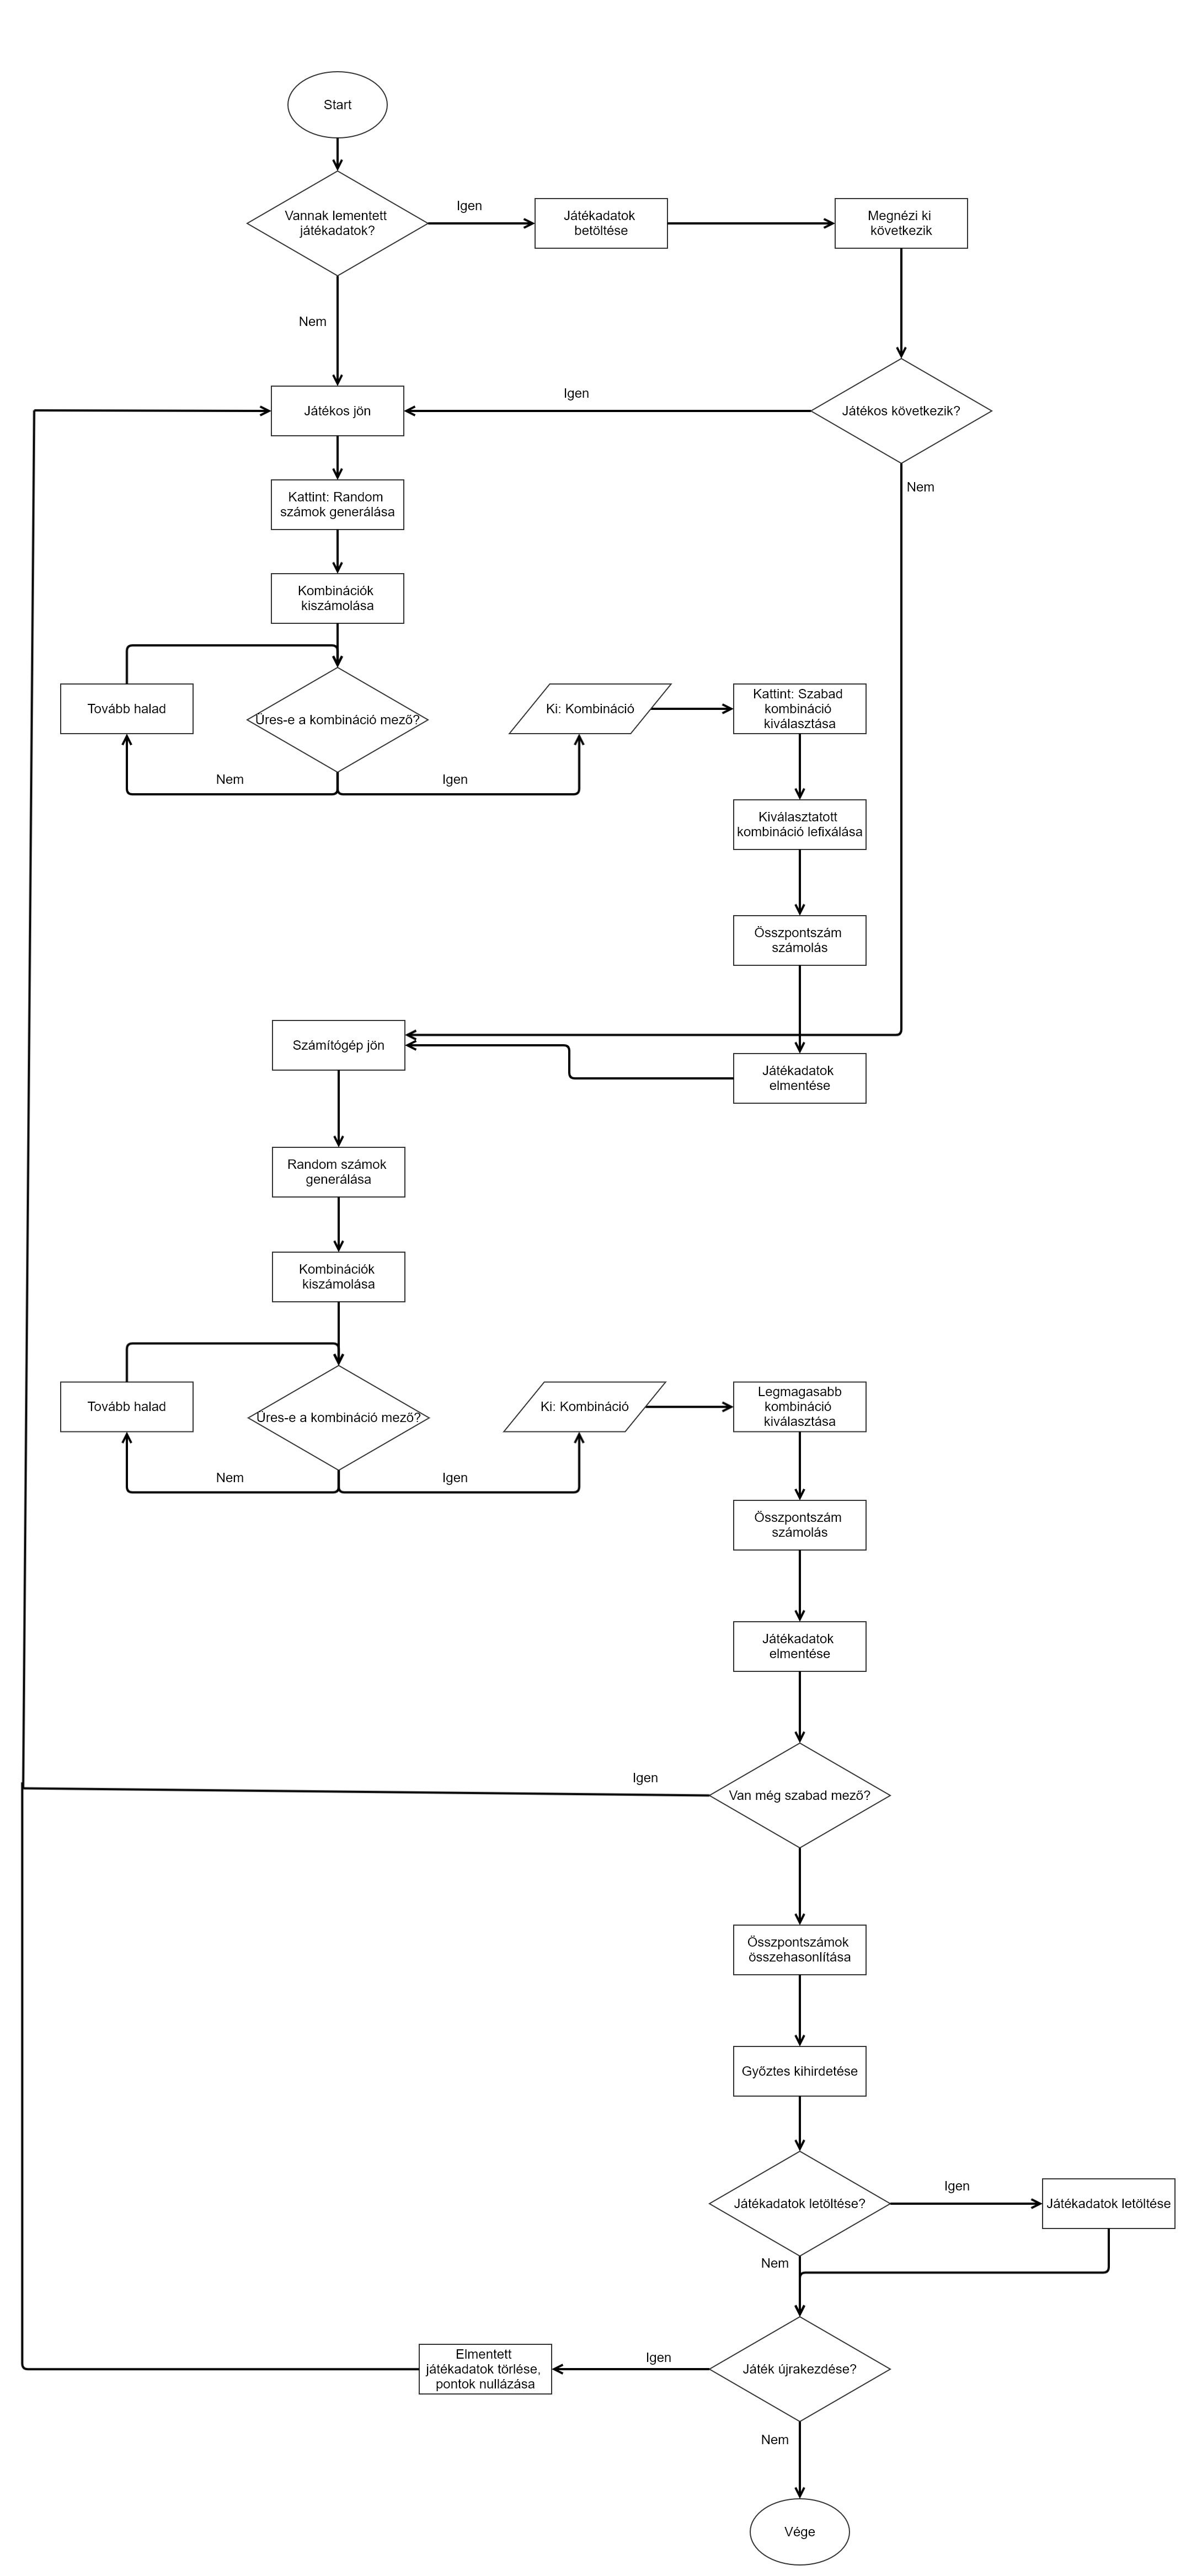 Start
Vannak lementett
játékadatok?
Igen
Játékadatok
betöltése
Megnézi ki
következik
Nem
Játékos jön
Igen
Játékos következik?
Nem
Kattint: Random
számok generálása
Kombinációk
kiszámolása
Tovább halad
Üres-e a kombináció mező?
Nem
Igen
Ki: Kombináció
Kattint: Szabad
kombináció
kiválasztása
Kiválasztatott
kombináció lefixálása
Összpontszám
számolás
Számítógép jön
Játékadatok
elmentése
Random számok
generálása
Kombinációk
kiszámolása
Tovább halad
Üres-e a kombináció mező?
Nem
Igen
Ki: Kombináció
Legmagasabb
kombináció
kiválasztása
Összpontszám
számolás
Játékadatok
elmentése
Igen
Van még szabad mező?
Összpontszámok
összehasonlítása
Győztes kihirdetése
Játékadatok letöltése?
Igen
Játékadatok letöltése
Nem
Elmentett
játékadatok törlése,
pontok nullázása
Igen
Játék újrakezdése?
Nem
Vége